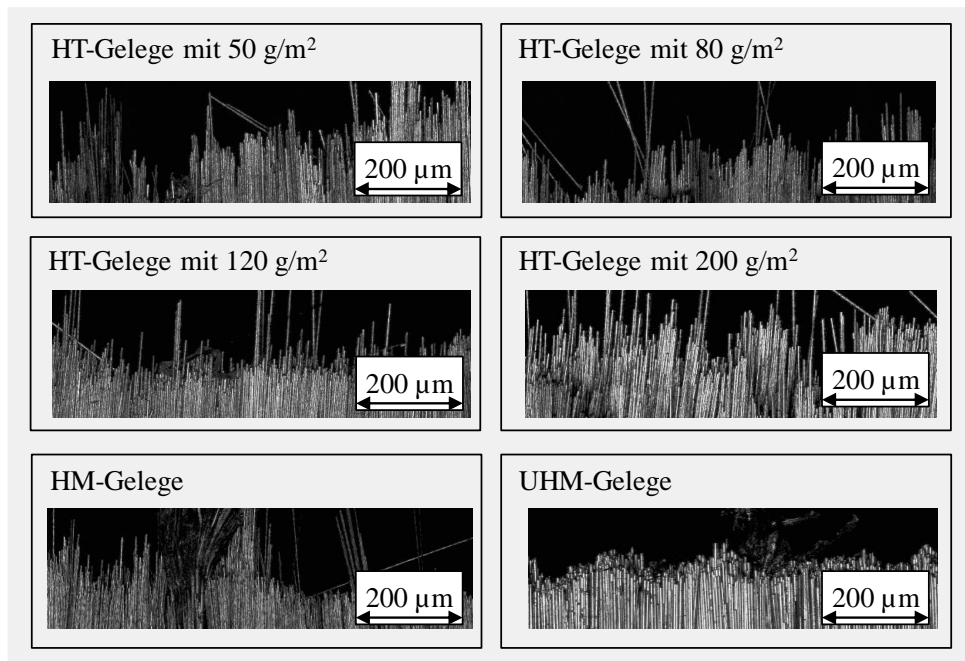 HT-Gelege mit 50 g/m²
200 µm
HT-Gelege mit 80 g/m²
200 µm
HT-Gelege mit 120 g/m²
200 µm
HT-Gelege mit 200 g/m²
200 µm
HM-Gelege
200 µm
UHM-Gelege
200 µm